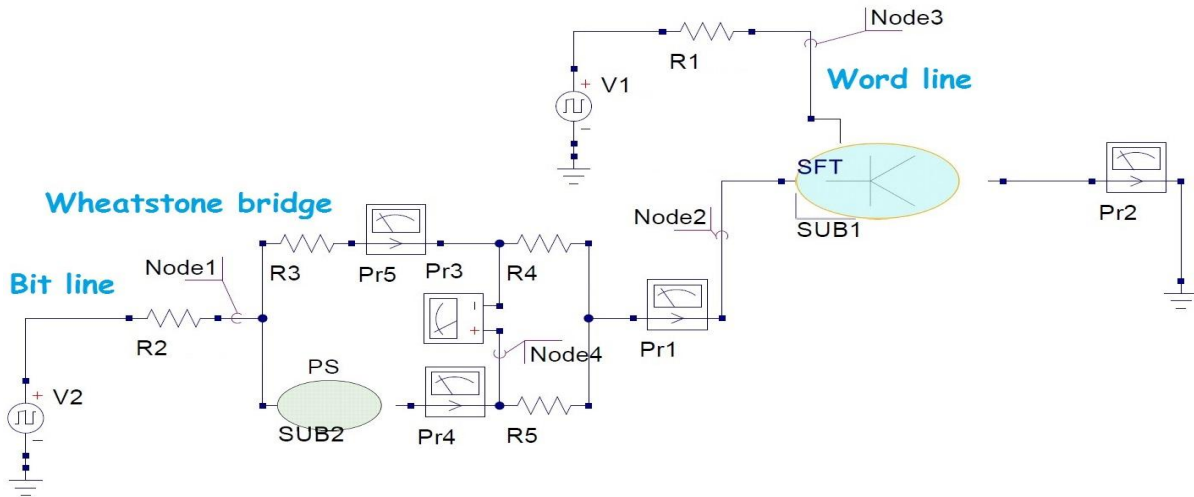 Node3
R1
+
V1
−
Word line
SFT
SUB1
Pr2
Node2
Wheatstone bridge
Node1
R3
Pr5
Pr3
R4
Bit line
R2
−
+
Node4
Pr1
PS
SUB2
Pr4
R5
+
V2
−